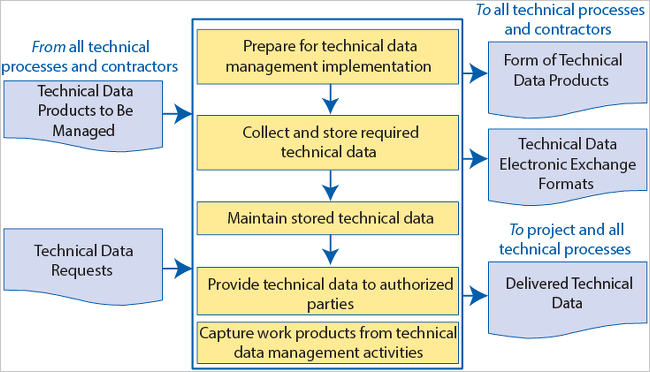 From all technical
processes and contractors
Technical Data
Products to Be
Managed
Technical Data
Requests
Prepare for technical data
management implementation
Collect and store required
technical data
Maintain stored technical data
Provide technical data to authorized
parties
Capture work products from technical
data management activities
To all technical processes
and contractors
Form of Technical
Data Products
Technical Data
Electronic Exchange
Formats
To project and all
technical processes
Delivered Technical
Data